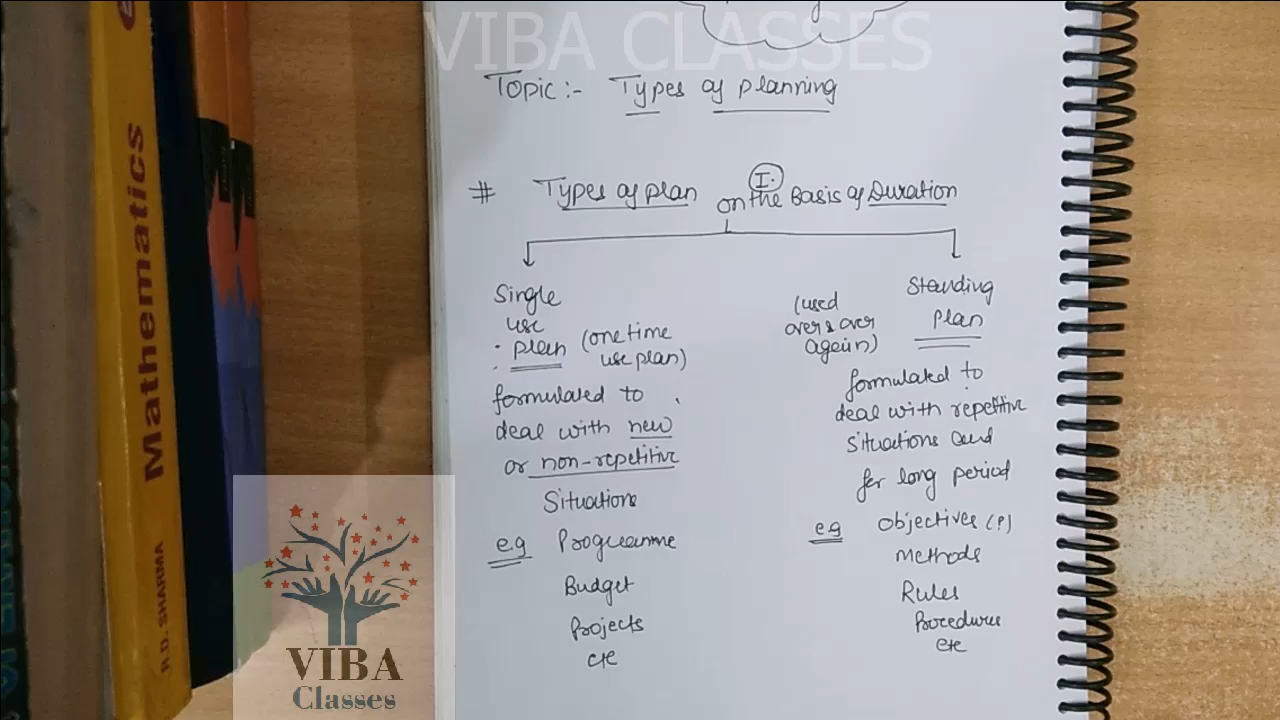 VIBA CLASSES
Topic:- Types of Planning
# Types of Plan on the Basis of Duration
I.
Single
use
Plan (one time
use plan)
formulated to
deal with new
or non-repetitive
Situations
e.g Programme
Budget
Projects
etc
Standing
Plan
(used
over & over
again)
formulated to
deal with repetitive
Situations and
for long period
e.g Objectives (P)
Methods
Rules
Procedures
etc
Mathematics
R.D. SHARMA
VIBA
Classes